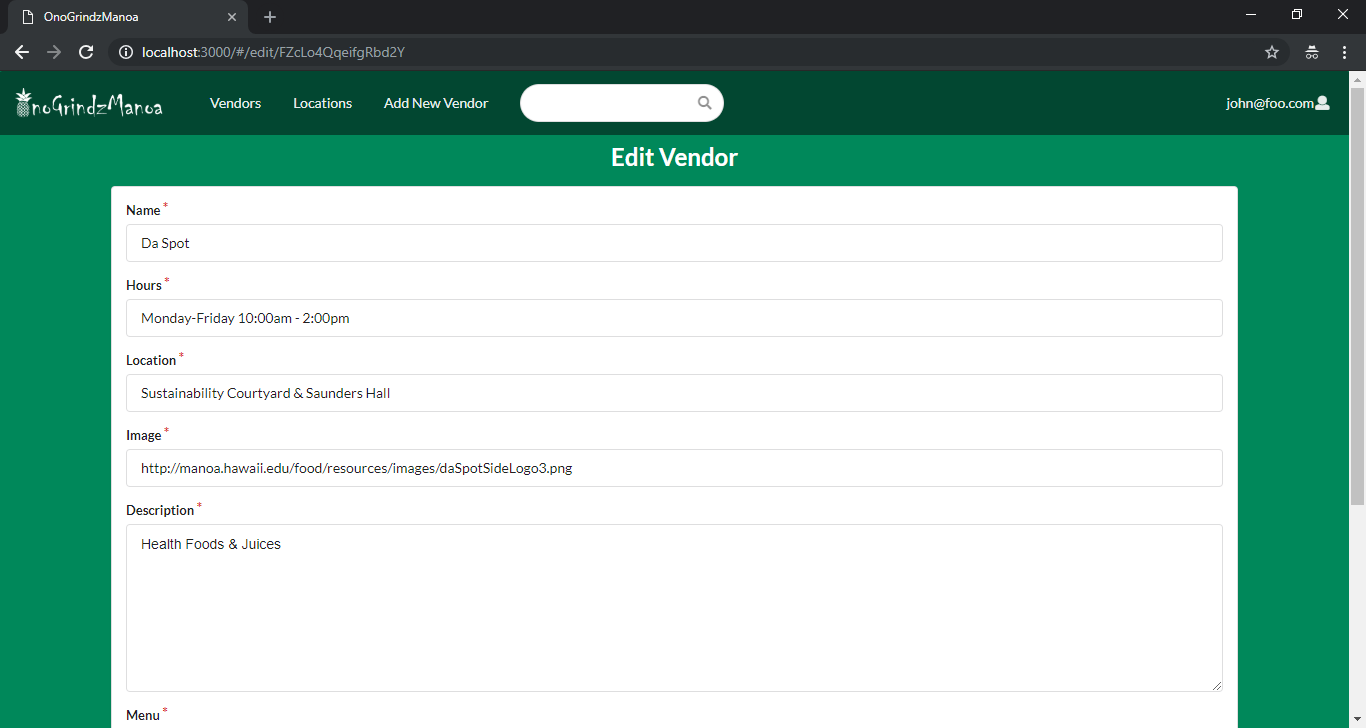 OnoGrindzManoa
localhost:3000/#/edit/FZcLo4QqeifgRbd2Y
OnoGrindzManoa Vendors Locations Add New Vendor john@foo.com
Edit Vendor
Name *
Da Spot
Hours *
Monday-Friday 10:00am - 2:00pm
Location *
Sustainability Courtyard & Saunders Hall
Image *
http://manoa.hawaii.edu/food/resources/images/daSpotSideLogo3.png
Description *
Health Foods & Juices
Menu *